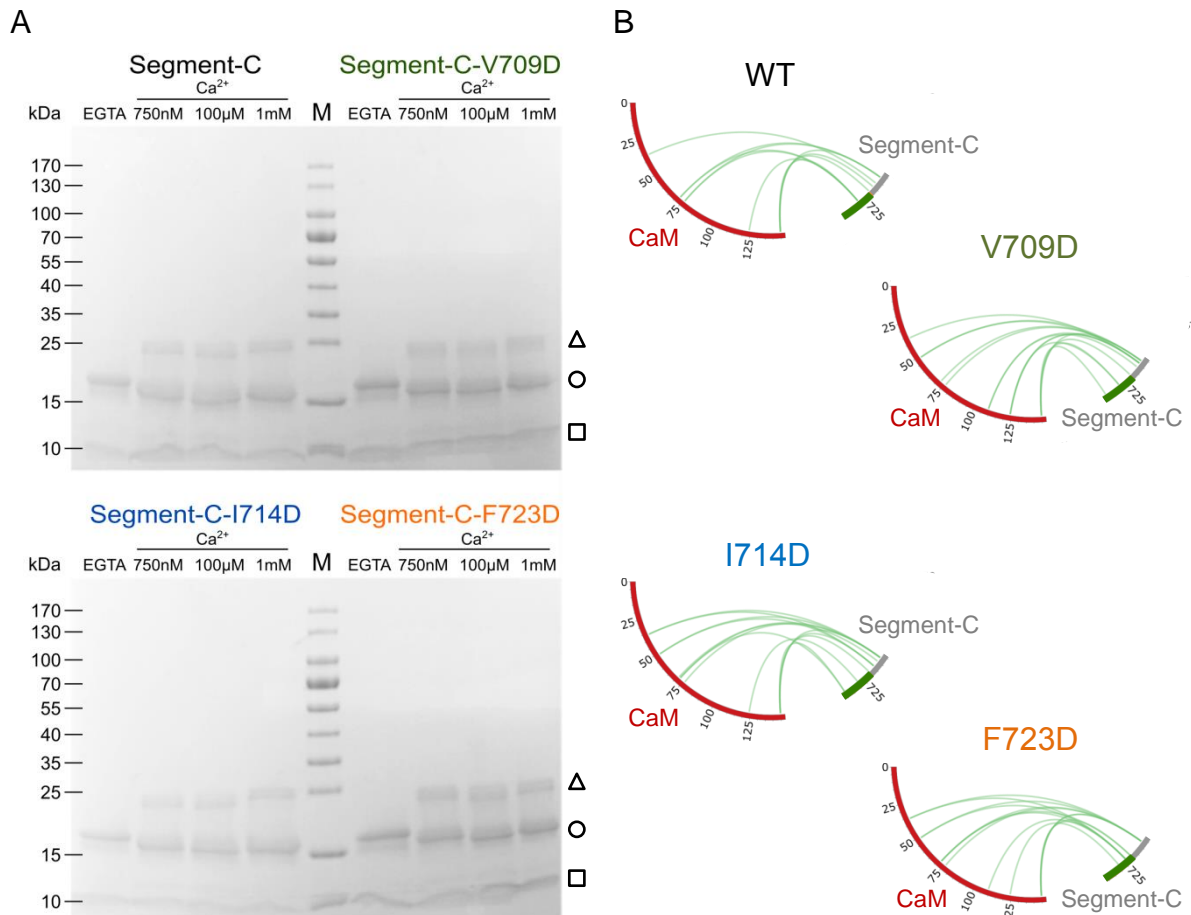 A
Segment-C Segment-C-V709D
Ca²⁺ Ca²⁺
kDa EGTA 750nM 100µM 1mM M EGTA 750nM 100µM 1mM
170
130
100
70
55
40
35
25
15
10
Segment-C-I714D Segment-C-F723D
Ca²⁺ Ca²⁺
kDa EGTA 750nM 100µM 1mM M EGTA 750nM 100µM 1mM
170
130
100
70
55
40
35
25
15
10
B
WT
0
25
50
75
100
125
725
CaM
Segment-C
V709D
0
25
50
75
100
125
725
CaM
Segment-C
I714D
0
25
50
75
100
125
725
CaM
Segment-C
F723D
0
25
50
75
100
125
725
CaM
Segment-C